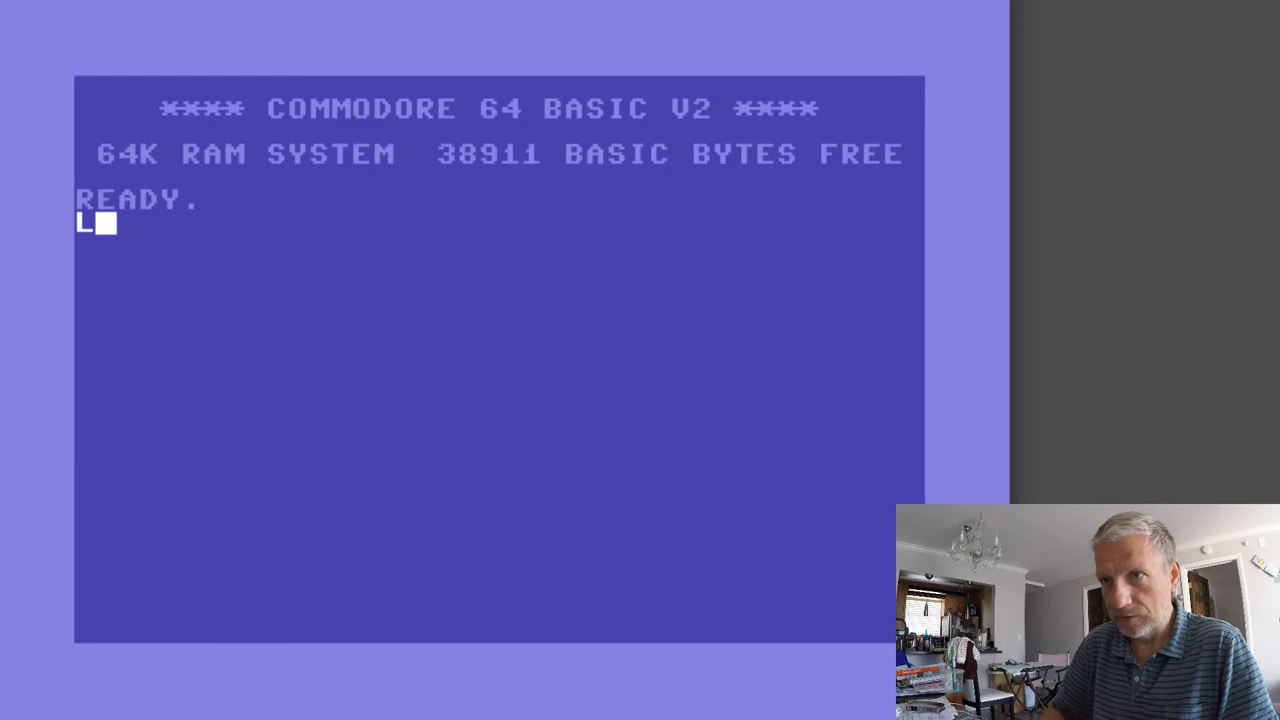 **** COMMODORE 64 BASIC V2 ****
64K RAM SYSTEM  38911 BASIC BYTES FREE
READY.
L